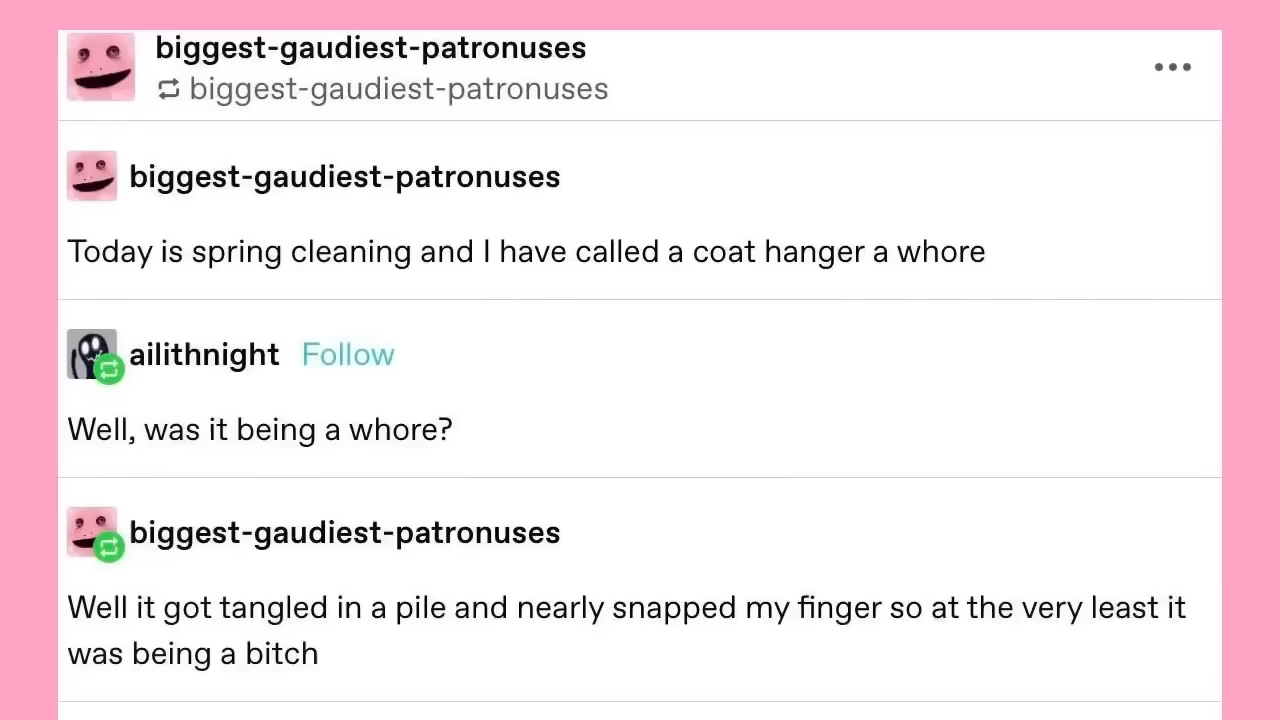 biggest-gaudiest-patronuses
biggest-gaudiest-patronuses
biggest-gaudiest-patronuses
Today is spring cleaning and I have called a coat hanger a whore
ailithnight Follow
Well, was it being a whore?
biggest-gaudiest-patronuses
Well it got tangled in a pile and nearly snapped my finger so at the very least it
was being a bitch